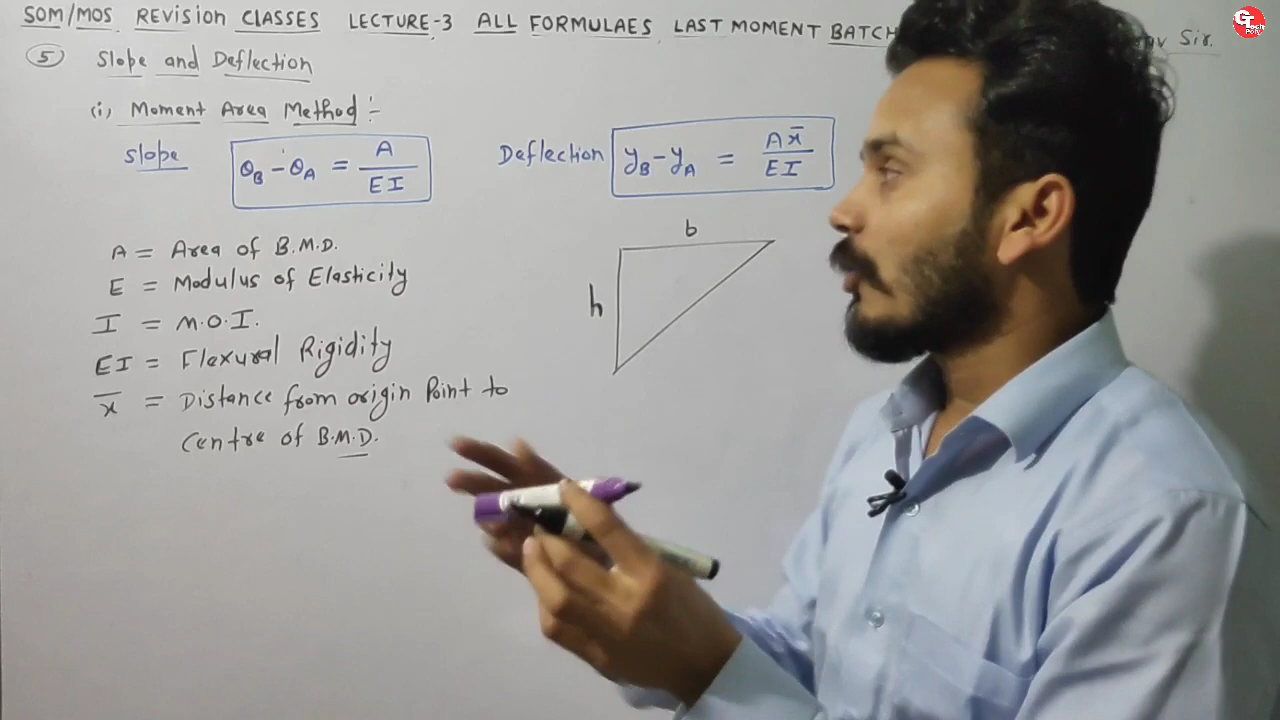 SOM/MOS REVISION CLASSES LECTURE-3 ALL FORMULAES LAST MOMENT BATCH Sir.
⑤ Slope and Deflection
(i) Moment Area Method :-
slope θB - θA = A / EI
Deflection yB - yA = A x̄ / EI
b
h
A = Area of B.M.D.
E = Modulus of Elasticity
I = M.O.I.
EI = Flexural Rigidity
x̄ = Distance from origin Point to
Centre of B.M.D.
GT